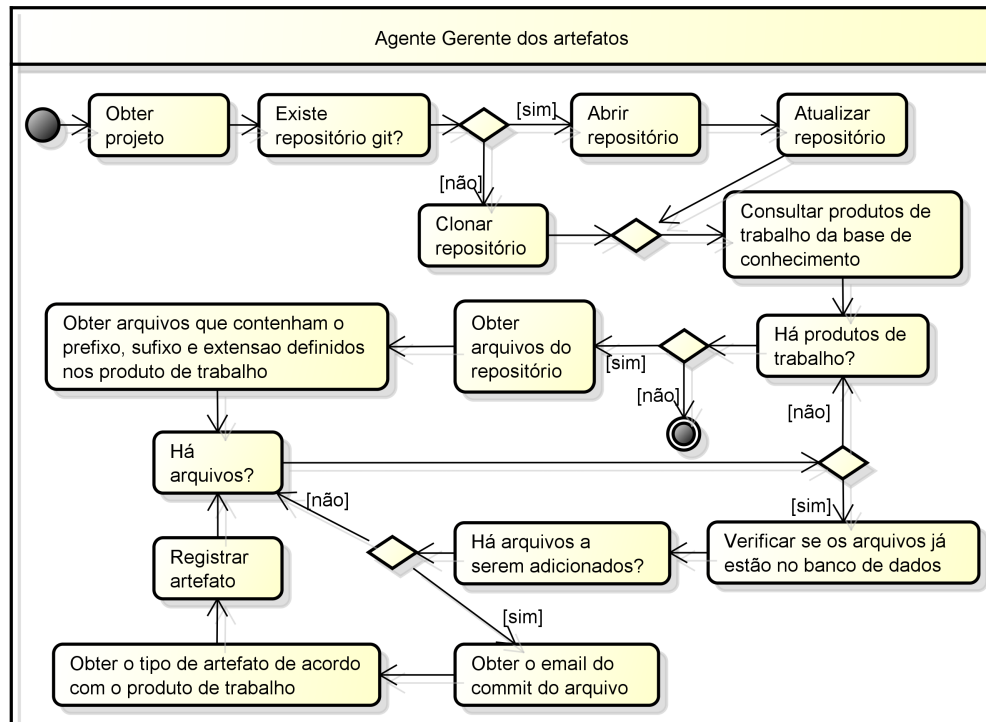 Agente Gerente dos artefatos
Obter
projeto
Existe
repositório git?
[sim]
Abrir
repositório
Atualizar
repositório
[não]
Clonar
repositório
Consultar produtos de
trabalho da base de
conhecimento
Há produtos de
trabalho?
[sim]
[não]
Obter
arquivos do
repositório
Obter arquivos que contenham o
prefixo, sufixo e extensao definidos
nos produto de trabalho
Há
arquivos?
[não]
[sim]
Verificar se os arquivos já
estão no banco de dados
Há arquivos a
serem adicionados?
[não]
[sim]
Obter o email do
commit do arquivo
Obter o tipo de artefato de acordo
com o produto de trabalho
Registrar
artefato